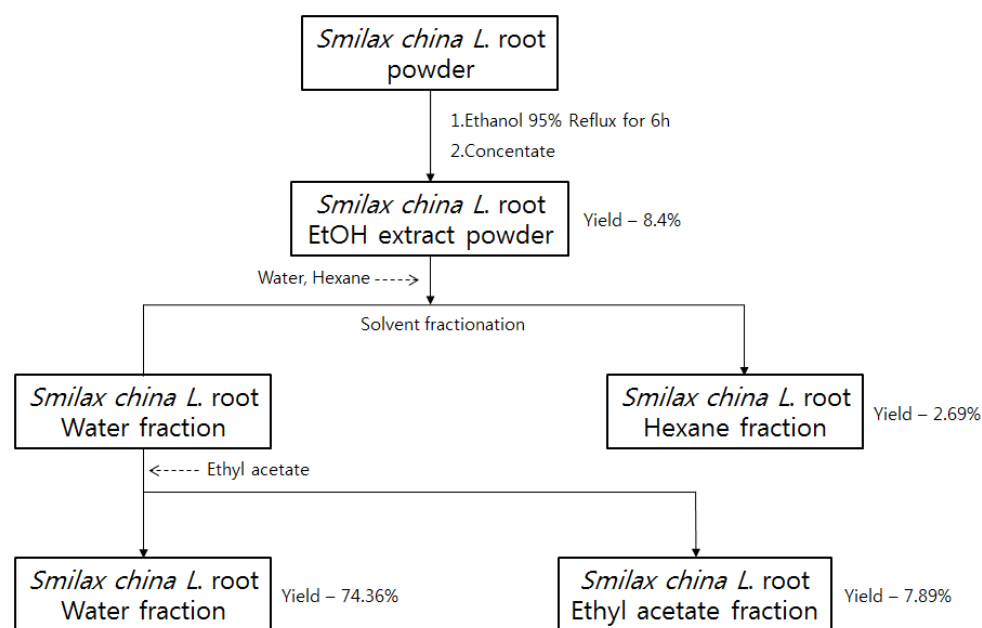 Smilax china L. root
powder
1.Ethanol 95% Reflux for 6h
2.Concentate
Smilax china L. root
EtOH extract powder
Yield – 8.4%
Water, Hexane
Solvent fractionation
Smilax china L. root
Water fraction
Smilax china L. root
Hexane fraction
Yield – 2.69%
Ethyl acetate
Smilax china L. root
Water fraction
Yield – 74.36%
Smilax china L. root
Ethyl acetate fraction
Yield – 7.89%